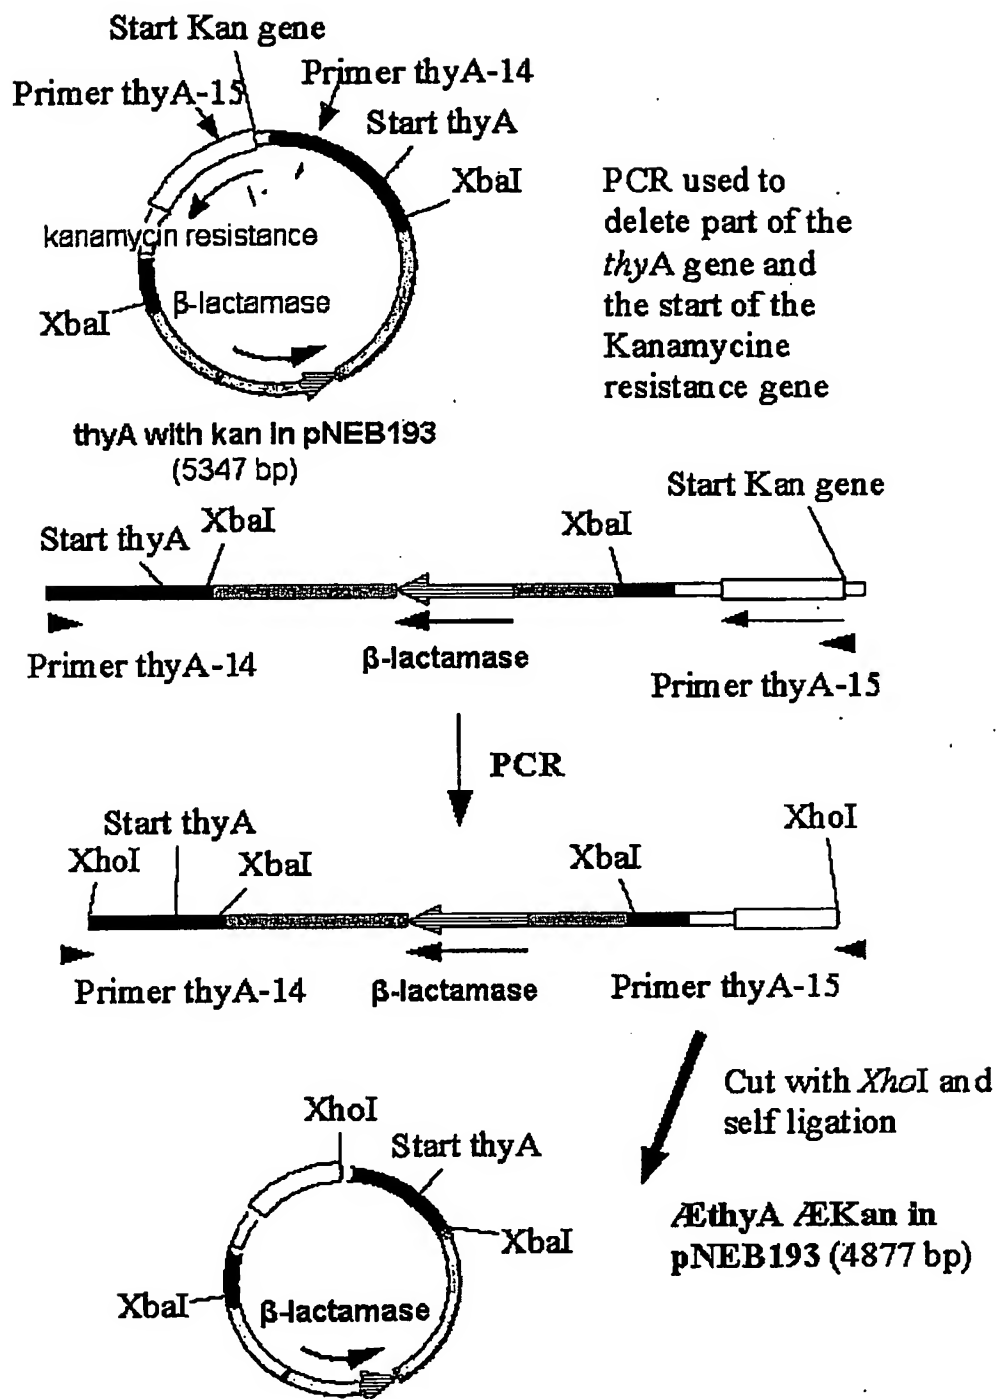 Start Kan gene
Primer thyA-15
Primer thyA-14
Start thyA
XbaI
kanamycin resistance
β-lactamase
XbaI
thyA with kan in pNEB193
(5347 bp)
PCR used to
delete part of the
thyA gene and
the start of the
Kanamycine
resistance gene
Start Kan gene
Start thyA
XbaI
XbaI
Primer thyA-14
β-lactamase
Primer thyA-15
PCR
Start thyA
XhoI
XbaI
XbaI
XhoI
Primer thyA-14
β-lactamase
Primer thyA-15
Cut with XhoI and
self ligation
XhoI
Start thyA
XbaI
XbaI
β-lactamase
ÆthyA ÆKan in
pNEB193 (4877 bp)